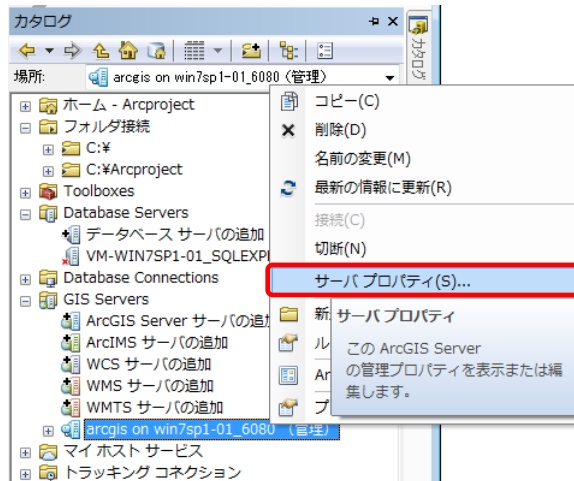 カタログ
カタログ
場所:
arcgis on win7sp1-01_6080 (管理)
ホーム - Arcproject
フォルダ接続
C:¥
C:¥Arcproject
Toolboxes
Database Servers
データベース サーバの追加
VM-WIN7SP1-01_SQLEXP
Database Connections
GIS Servers
ArcGIS Server サーバの追
ArcIMS サーバの追加
WCS サーバの追加
WMS サーバの追加
WMTS サーバの追加
arcgis on win7sp1-01_6080 (管理)
マイ ホスト サービス
トラッキング コネクション
コピー(C)
削除(D)
名前の変更(M)
最新の情報に更新(R)
接続(C)
切断(N)
サーバ プロパティ(S)...
新
ル
Ar
プ
サーバ プロパティ
この ArcGIS Server
の管理プロパティを表示または編
集します。